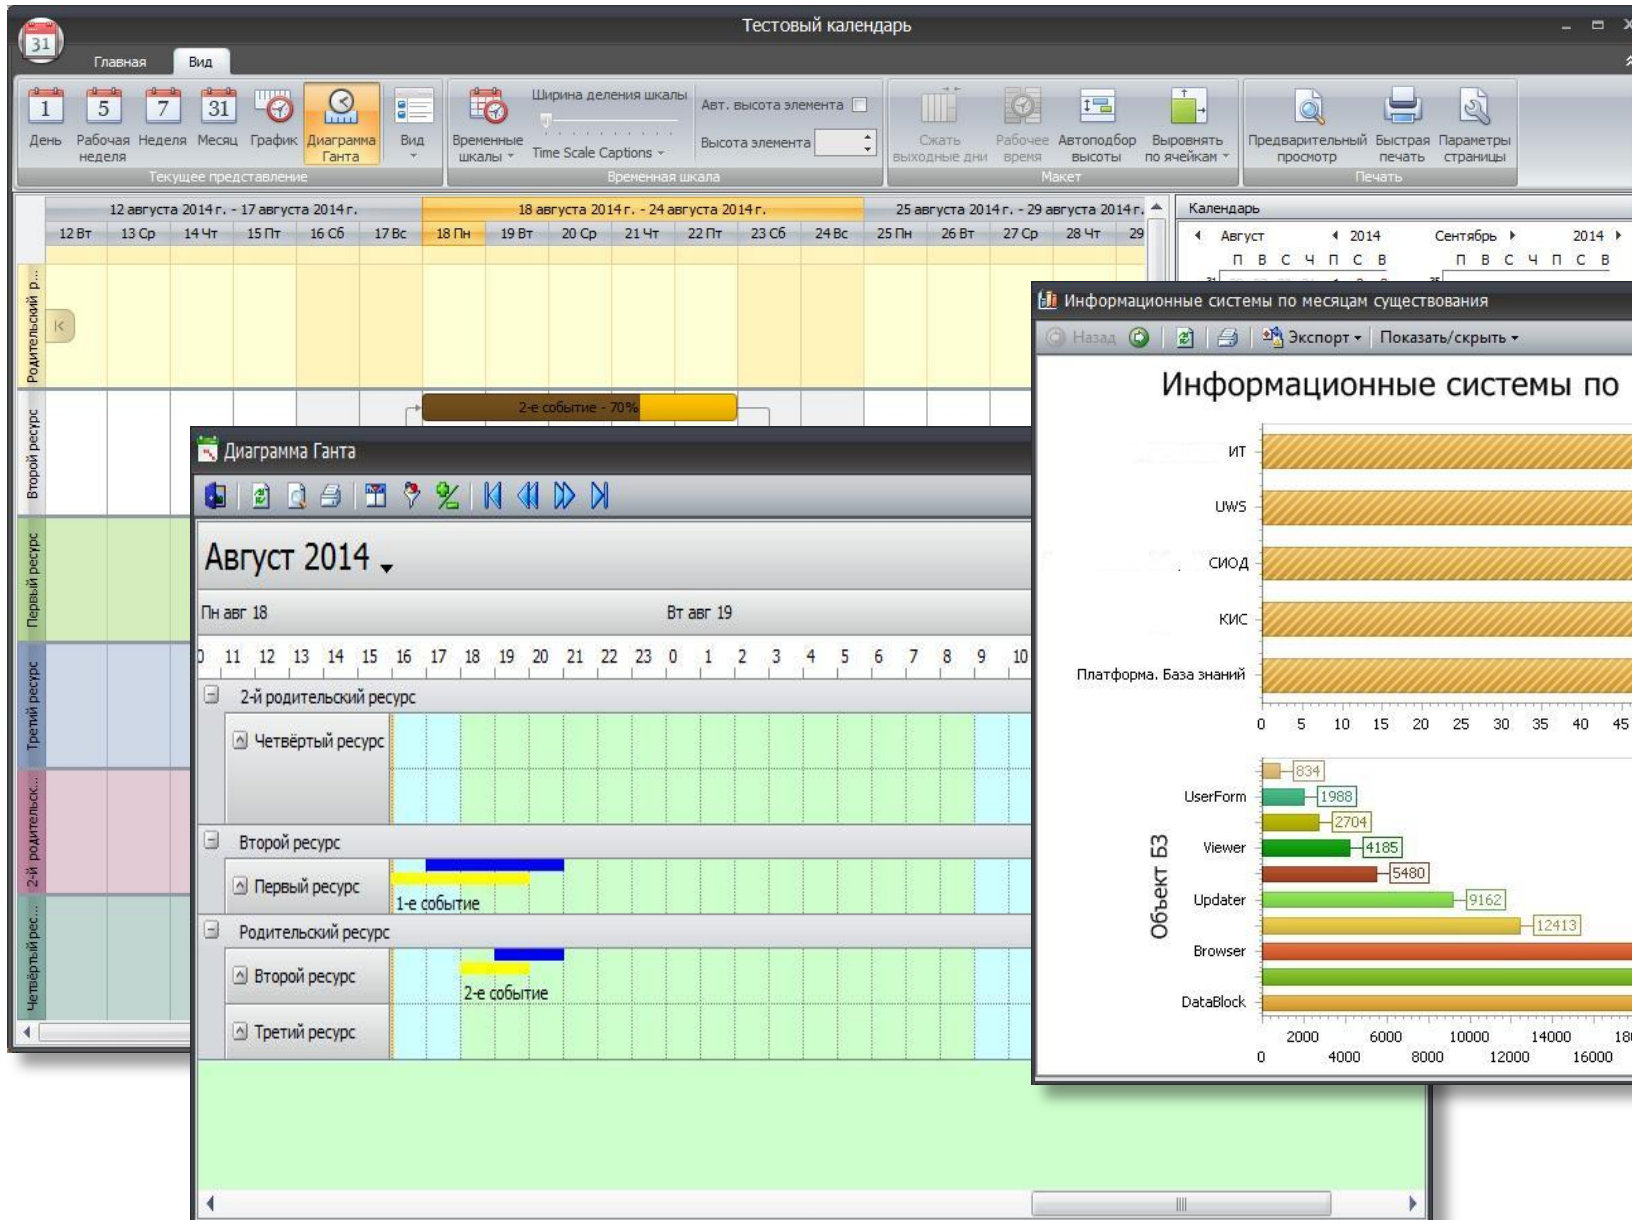 Тестовый календарь
31
Главная Вид
1 5 7 31
День Рабочая неделя Неделя Месяц График Диаграмма Ганта Вид
Текущее представление
Временные шкалы
Ширина деления шкалы
Time Scale Captions
Авт. высота элемента
Высота элемента
Временная шкала
Сжать выходные дни Рабочее время Автоподбор высоты Выровнять по ячейкам
Макет
Предварительный просмотр Быстрая печать Параметры страницы
Печать
12 августа 2014 г. - 17 августа 2014 г. 18 августа 2014 г. - 24 августа 2014 г. 25 августа 2014 г. - 29 августа 2014 г.
12 Вт 13 Ср 14 Чт 15 Пт 16 Сб 17 Вс 18 Пн 19 Вт 20 Ср 21 Чт 22 Пт 23 Сб 24 Вс 25 Пн 26 Вт 27 Ср 28 Чт 29
Календарь
Август 2014 Сентябрь 2014
П В С Ч П С В П В С Ч П С В
Родительский р...
Второй ресурс
2-е событие - 70%
Первый ресурс
Третий ресурс
2-й родительск...
Четвёртый рес...
Диаграмма Ганта
Август 2014
Пн авг 18 Вт авг 19
0 11 12 13 14 15 16 17 18 19 20 21 22 23 0 1 2 3 4 5 6 7 8 9 10
2-й родительский ресурс
Четвёртый ресурс
Второй ресурс
Первый ресурс
1-е событие
Родительский ресурс
Второй ресурс
2-е событие
Третий ресурс
Информационные системы по месяцам существования
Назад Экспорт Показать/скрыть
Информационные системы по
ИТ
UWS
СИОД
КИС
Платформа. База знаний
0 5 10 15 20 25 30 35 40 45
Объект БЗ
834
UserForm 1988
2704
Viewer 4185
5480
Updater 9162
12413
Browser
DataBlock
2000 6000 10000 14000
0 4000 8000 12000 16000